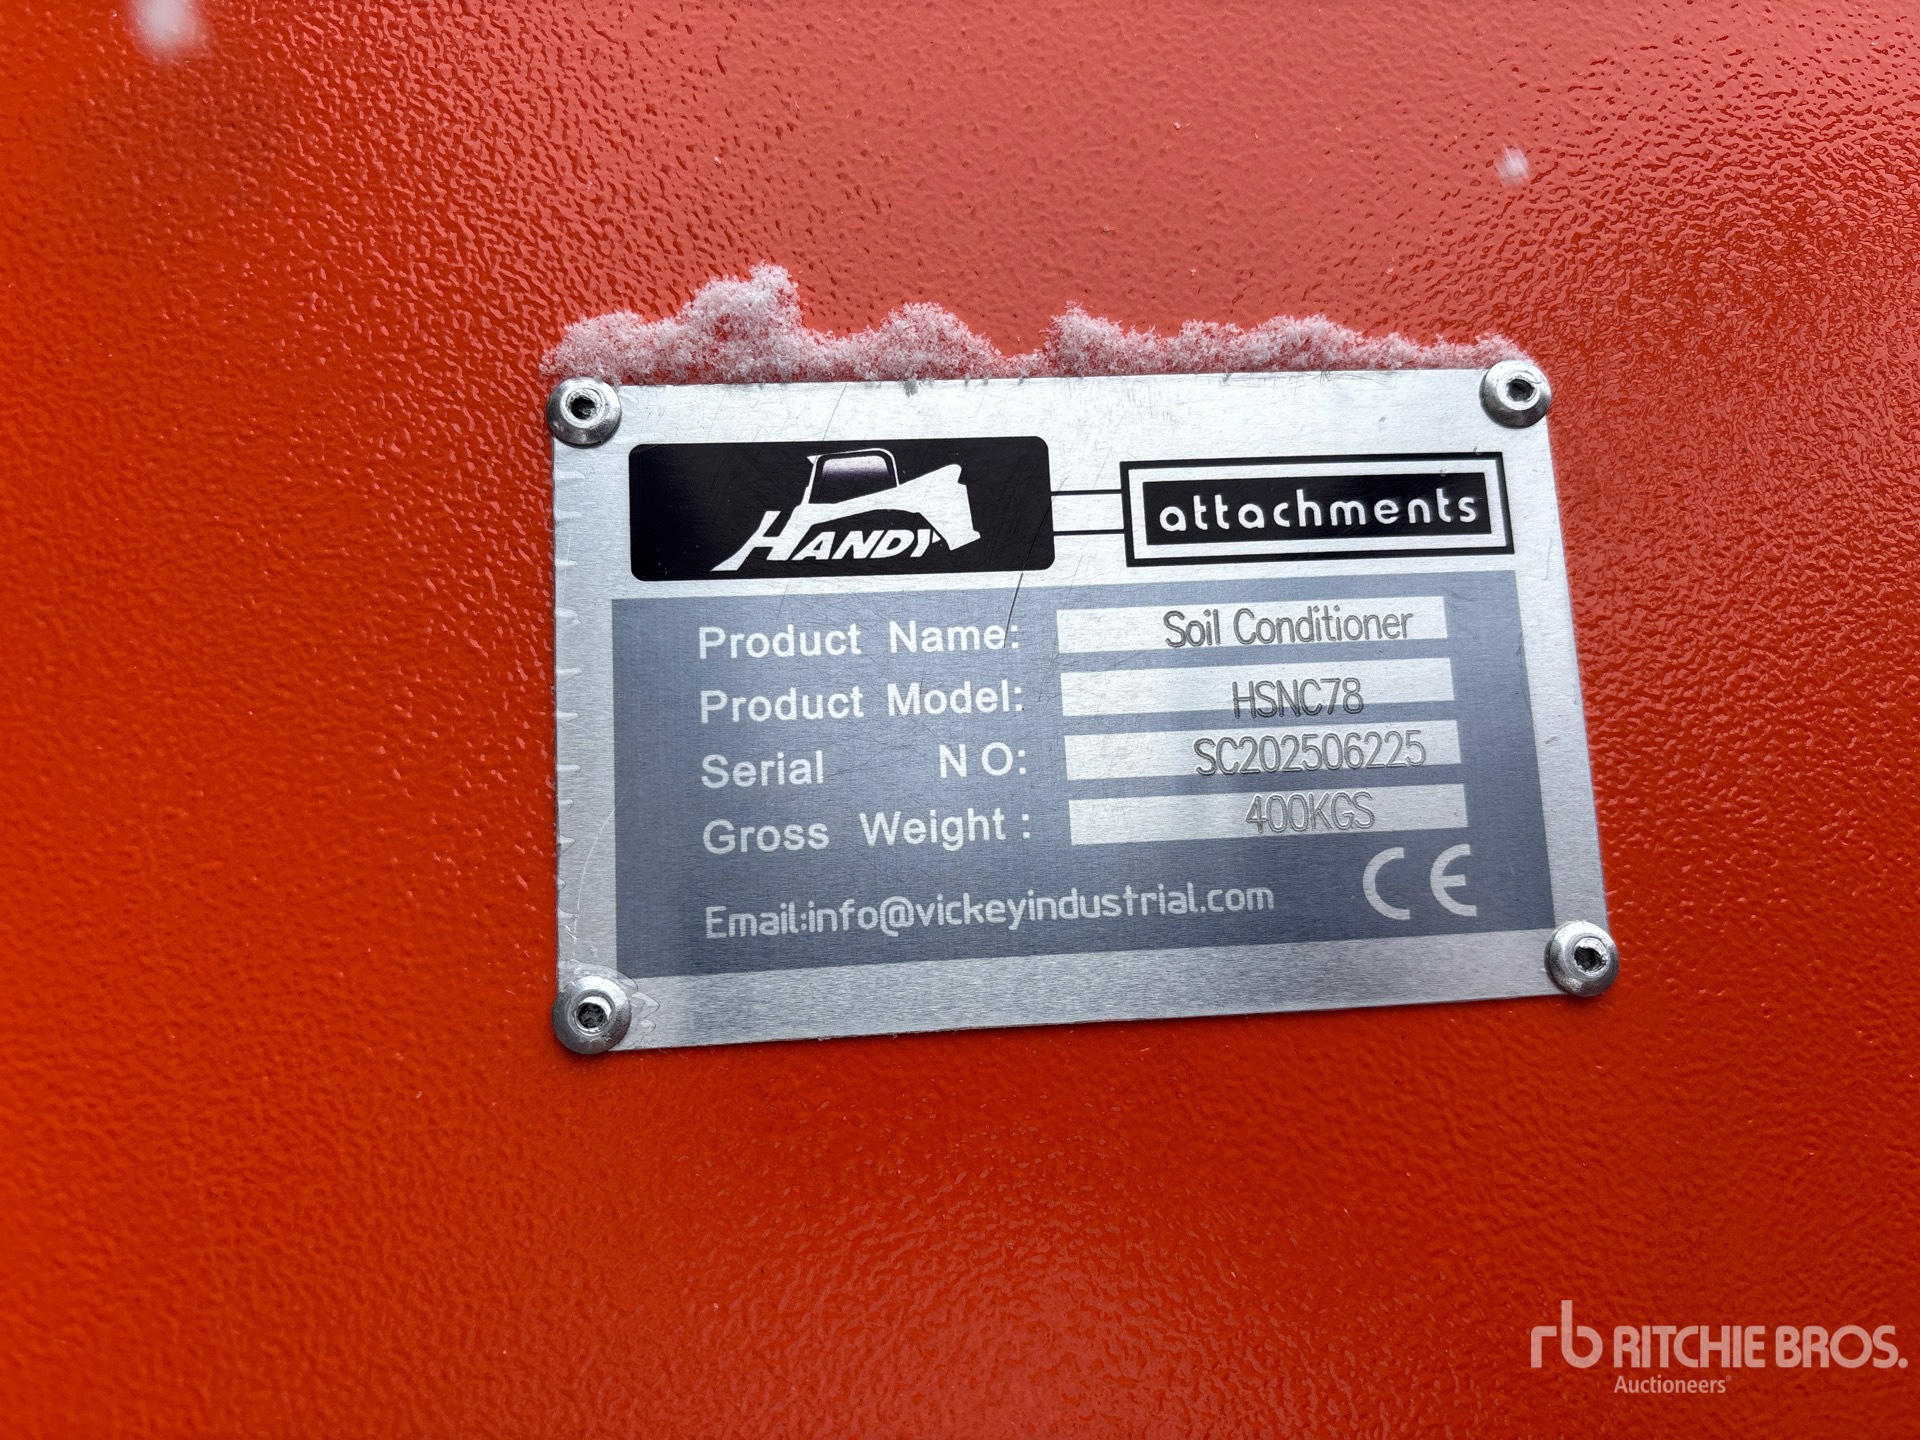 HANDY attachments
Product Name: Soil Conditioner
Product Model: HSNC78
Serial NO: SC202506225
Gross Weight: 400KGS
Email:info@vickeyindustrial.com
CE
rb RITCHIE BROS.
Auctioneers